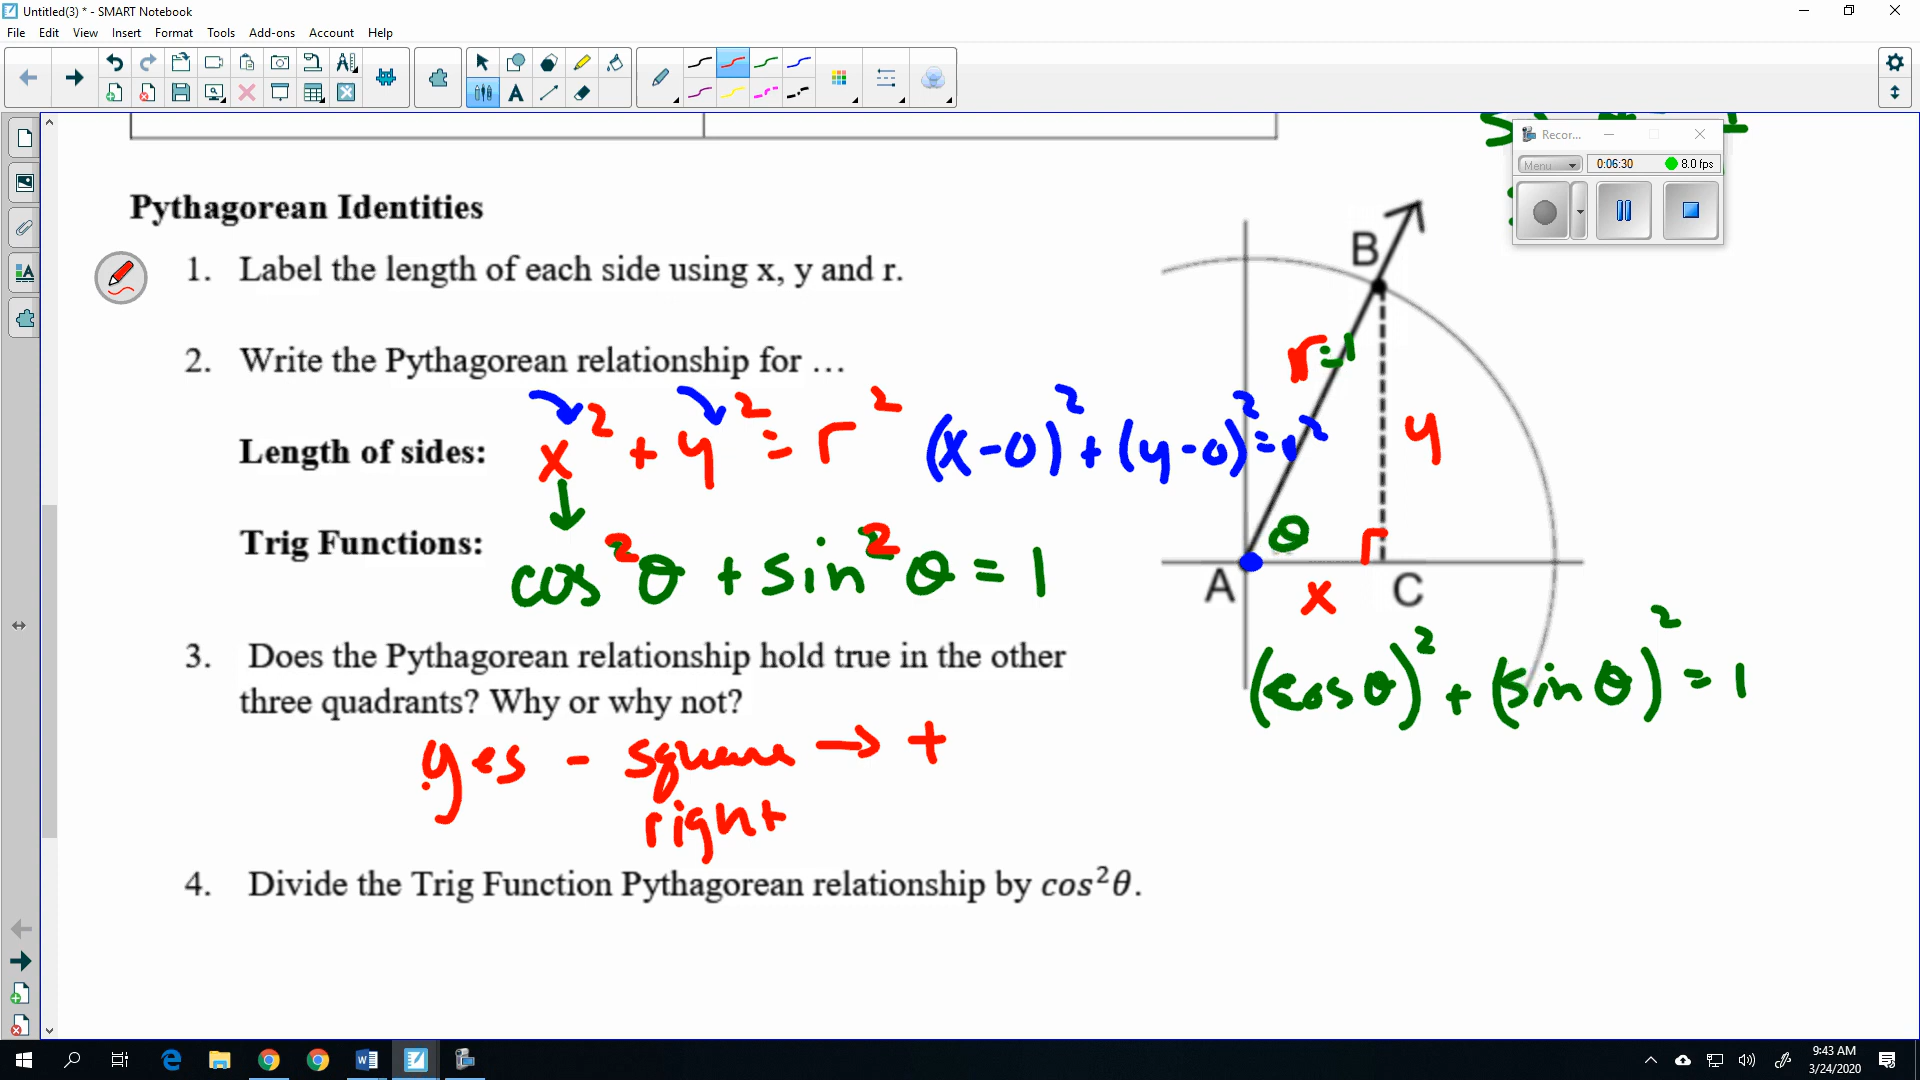 Untitled(3) * - SMART Notebook
File Edit View Insert Format Tools Add-ons Account Help
Recor...
Menu 0:06:30 8.0 fps
Pythagorean Identities
1. Label the length of each side using x, y and r.
2. Write the Pythagorean relationship for …
Length of sides: x² + y² = r² (x-0)² + (y-0)² = r²
Trig Functions: cos²θ + sin²θ = 1
3. Does the Pythagorean relationship hold true in the other
three quadrants? Why or why not?
yes - square → +
right
4. Divide the Trig Function Pythagorean relationship by cos²θ.
B
r=1
y
θ
A x C
(cosθ)² + (sinθ)² = 1
9:43 AM
3/24/2020